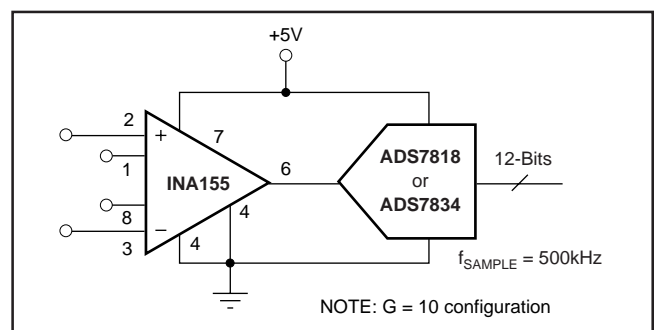 +5V
2
+
7
1
INA155
6
ADS7818
or
ADS7834
12-Bits
8
4
−
3
4
fSAMPLE = 500kHz
NOTE: G = 10 configuration